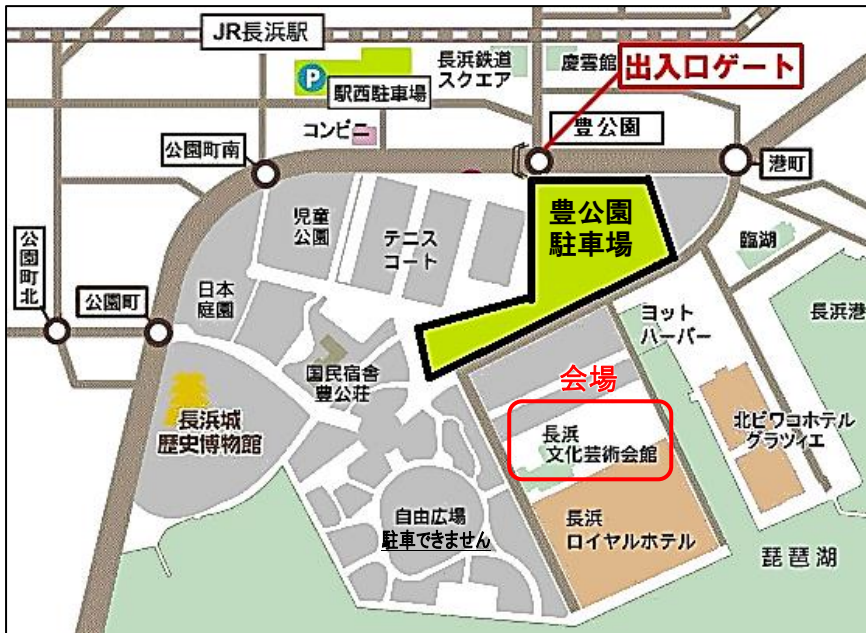 JR長浜駅
P
駅西駐車場
長浜鉄道
スクエア
慶雲館
出入口ゲート
コンビニ
豊公園
公園町南
港町
児童
公園
テニス
コート
豊公園
駐車場
臨湖
公園町北
日本
庭園
公園町
ヨット
ハーバー
長浜港
国民宿舎
豊公荘
会場
長浜城
歴史博物館
長浜
文化芸術会館
北ビワコホテル
グラツィエ
自由広場
駐車できません
長浜
ロイヤルホテル
琵琶湖